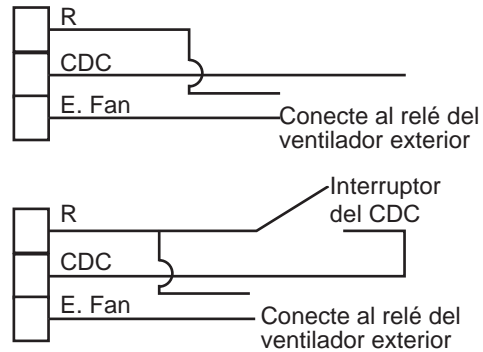 R
CDC
E. Fan
Conecte al relé del
ventilador exterior
Interruptor
del CDC
R
CDC
E. Fan
Conecte al relé del
ventilador exterior